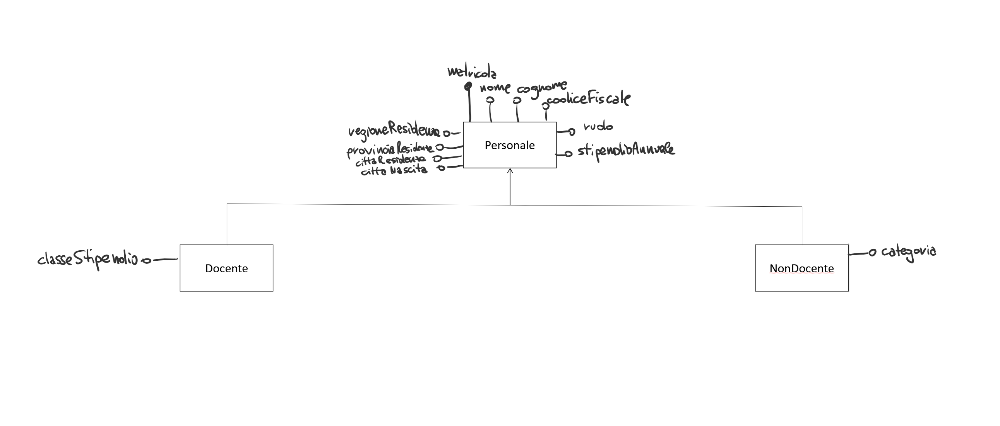 matricola
nome
cognome
codiceFiscale
regioneResidenza
ruolo
Personale
provinciaResidenza
stipendioAnnuale
cittaResidenza
cittaNascita
classeStipendio
Docente
NonDocente
categoria